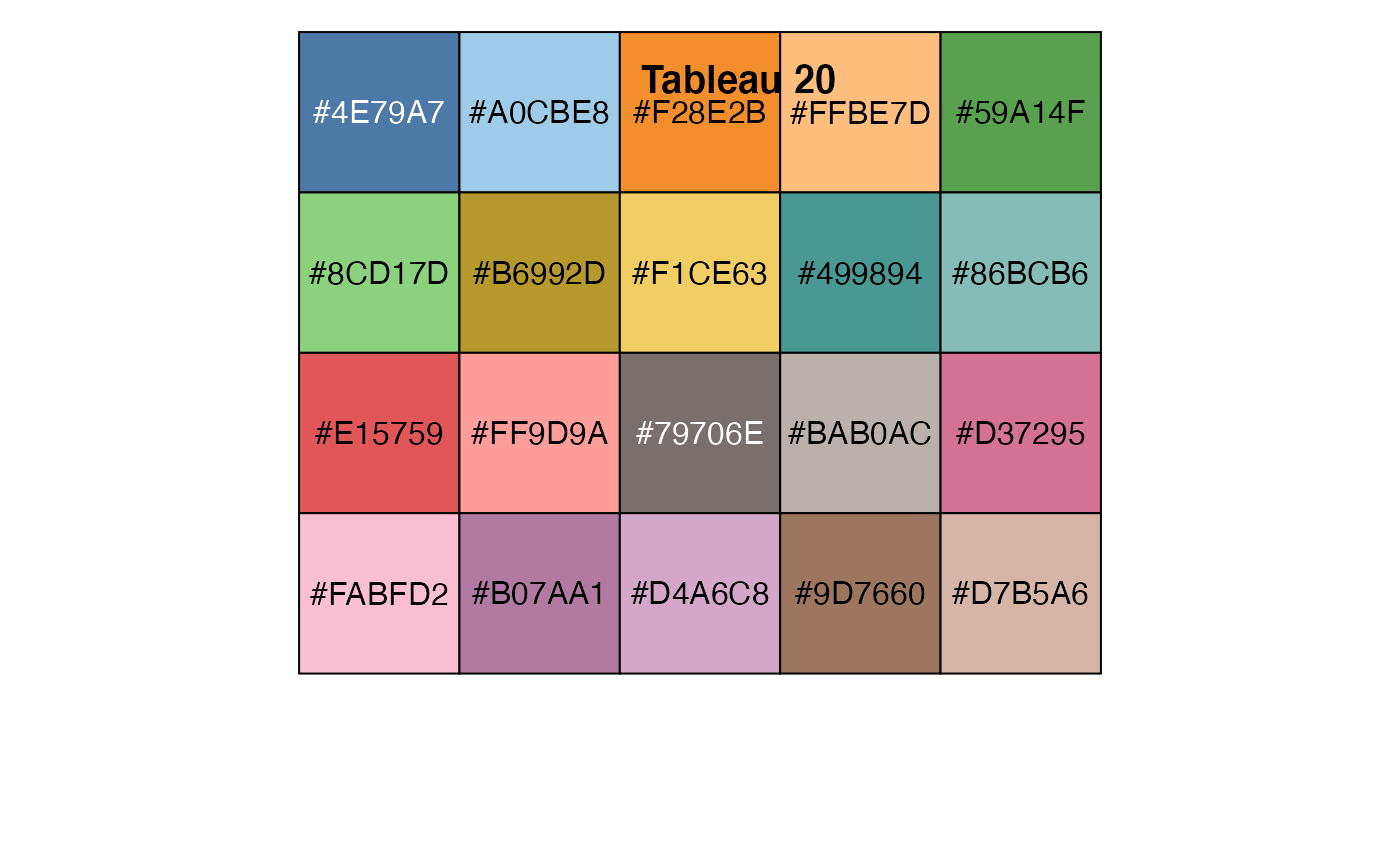 Tableau 20
#4E79A7 #A0CBE8 #F28E2B #FFBE7D #59A14F
#8CD17D #B6992D #F1CE63 #499894 #86BCB6
#E15759 #FF9D9A #79706E #BAB0AC #D37295
#FABFD2 #B07AA1 #D4A6C8 #9D7660 #D7B5A6